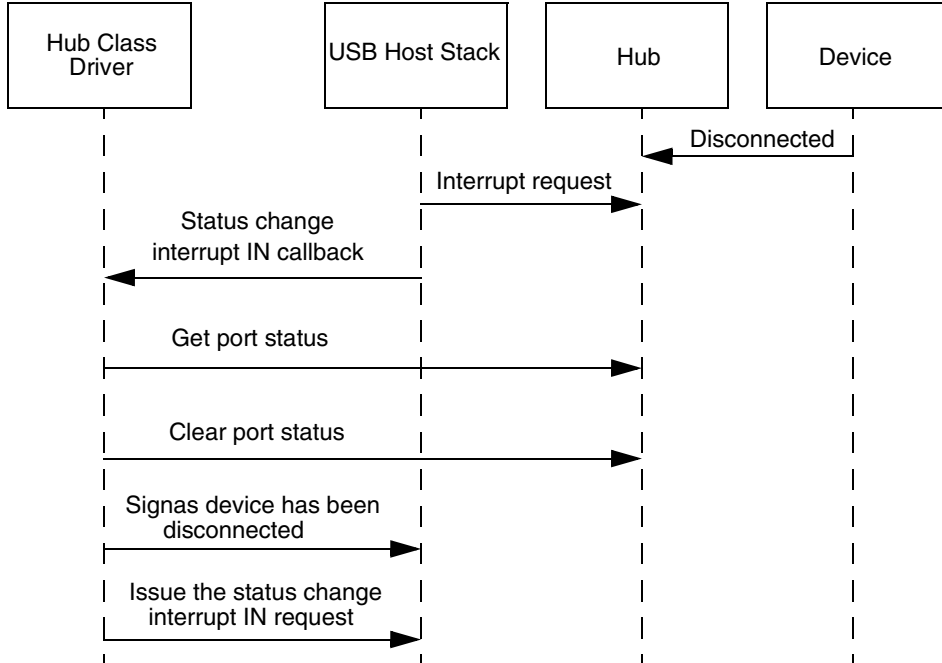 Hub Class
Driver
USB Host Stack
Hub
Device
Disconnected
Interrupt request
Status change
interrupt IN callback
Get port status
Clear port status
Signas device has been
disconnected
Issue the status change
interrupt IN request